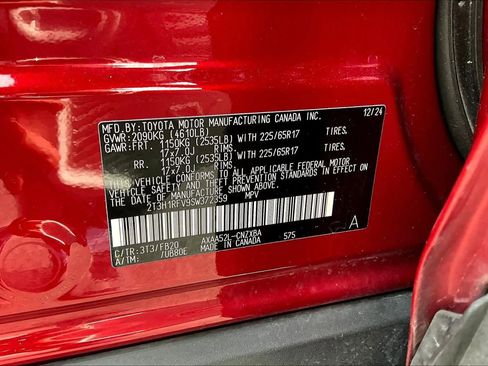 MFD. BY: TOYOTA MOTOR MANUFACTURING CANADA INC. 12/24
GVWR: 2090KG (4610LB)
GAWR: FRT. 1150KG (2535LB) WITH 225/65R17 TIRES,
17x7.0J RIMS.
RR. 1150KG (2535LB) WITH 225/65R17 TIRES,
17x7.0J RIMS.
THIS VEHICLE CONFORMS TO ALL APPLICABLE FEDERAL MOTOR
VEHICLE SAFETY AND THEFT PREVENTION STANDARDS IN EFFECT
ON THE DATE OF MANUFACTURE SHOWN ABOVE.
2T3H1RFV9SW372359 MPV
A
C/TR: 3T3/FB20 AXAA52L-CNZXBA 575
A/TM: /UB80E MADE IN CANADA